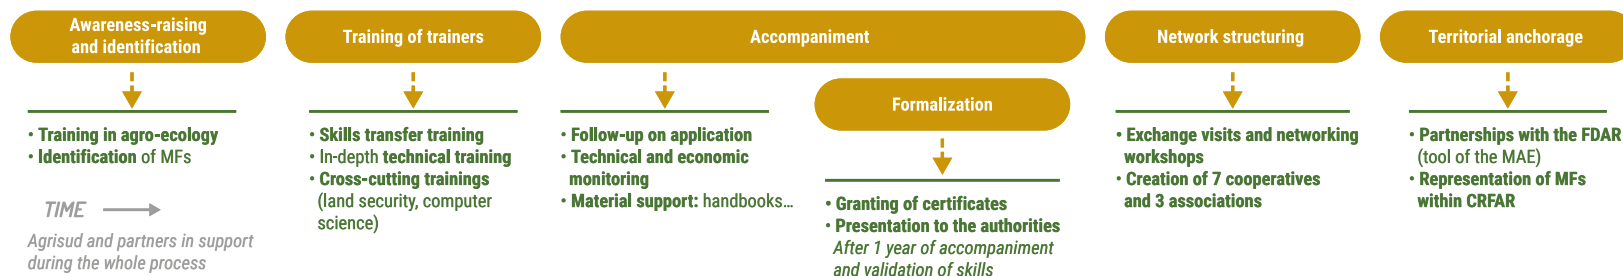 Awareness-raising
and identification
• Training in agro-ecology
• Identification of MFs
TIME
Agrisud and partners in support
during the whole process
Training of trainers
• Skills transfer training
• In-depth technical training
• Cross-cutting trainings
(land security, computer
science)
Accompaniment
• Follow-up on application
• Technical and economic
monitoring
• Material support: handbooks...
Formalization
• Granting of certificates
• Presentation to the authorities
After 1 year of accompaniment
and validation of skills
Network structuring
• Exchange visits and networking
workshops
• Creation of 7 cooperatives
and 3 associations
Territorial anchorage
• Partnerships with the FDAR
(tool of the MAE)
• Representation of MFs
within CRFAR